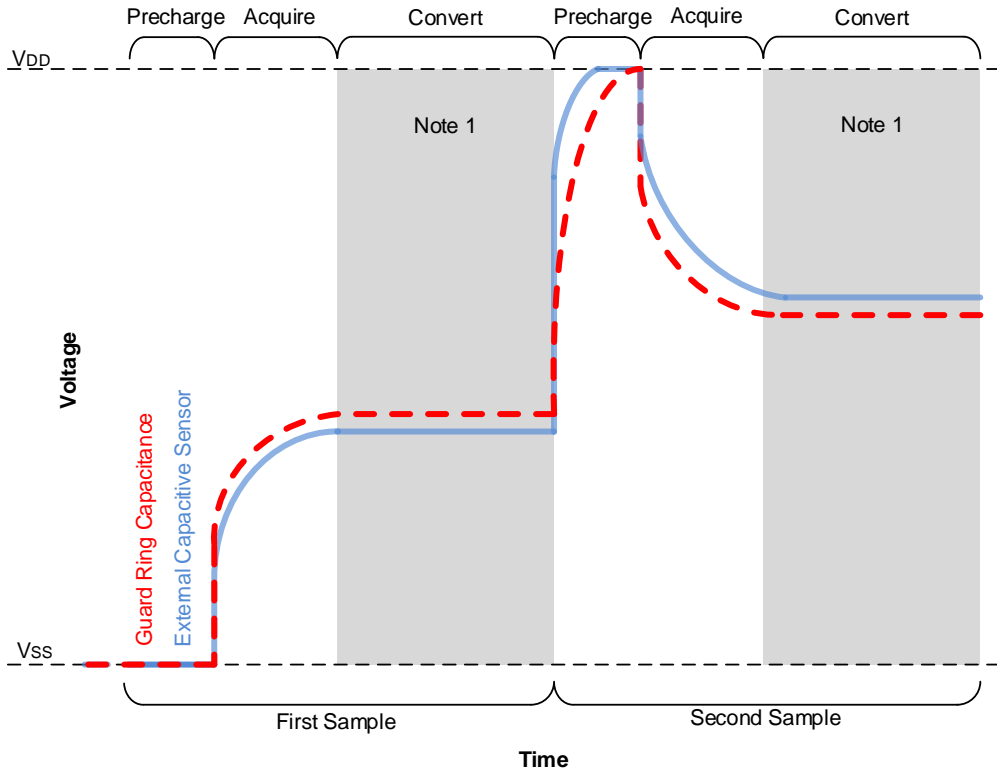 Precharge Acquire Convert Precharge Acquire Convert
VDD
Note 1 Note 1
Voltage
Guard Ring Capacitance
External Capacitive Sensor
VSS
First Sample Second Sample
Time